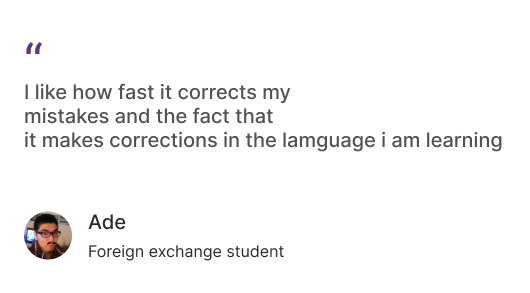 “
I like how fast it corrects my
mistakes and the fact that
it makes corrections in the lamguage i am learning
Ade
Foreign exchange student